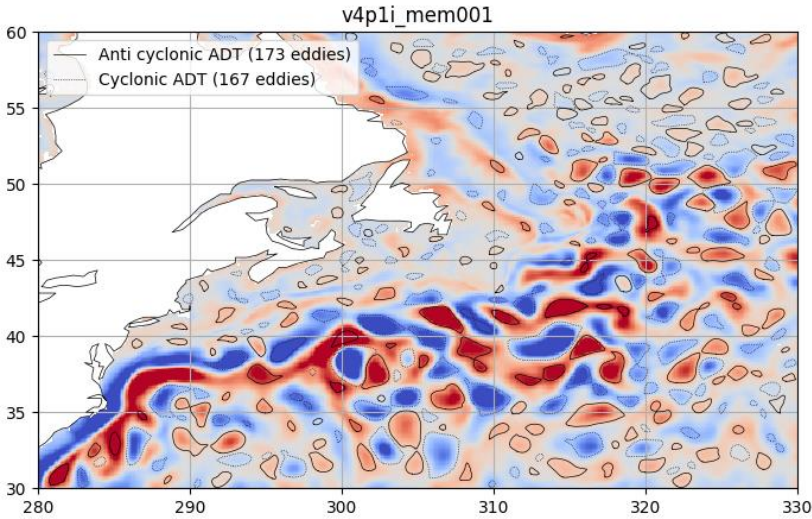 v4p1i_mem001
60
Anti cyclonic ADT (173 eddies)
Cyclonic ADT (167 eddies)
55
50
45
40
35
30
280 290 300 310 320 330